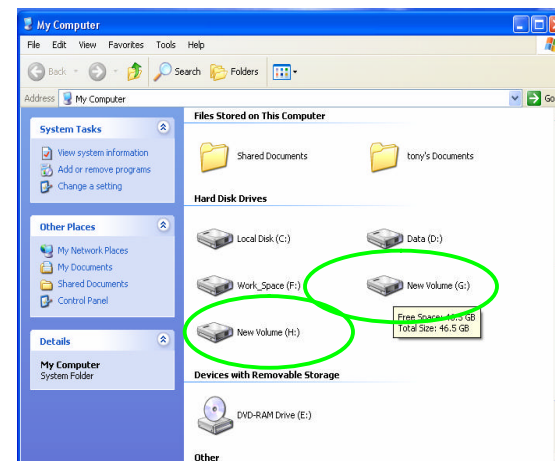 My Computer
File Edit View Favorites Tools Help
Back Search Folders
Address My Computer Go
System Tasks
View system information
Add or remove programs
Change a setting
Other Places
My Network Places
My Documents
Shared Documents
Control Panel
Details
My Computer
System Folder
Files Stored on This Computer
Shared Documents tony's Documents
Hard Disk Drives
Local Disk (C:) Data (D:)
Work_Space (F:) New Volume (G:)
Free Space: GB
Total Size: 46.5 GB
New Volume (H:)
Devices with Removable Storage
DVD-RAM Drive (E:)
Other